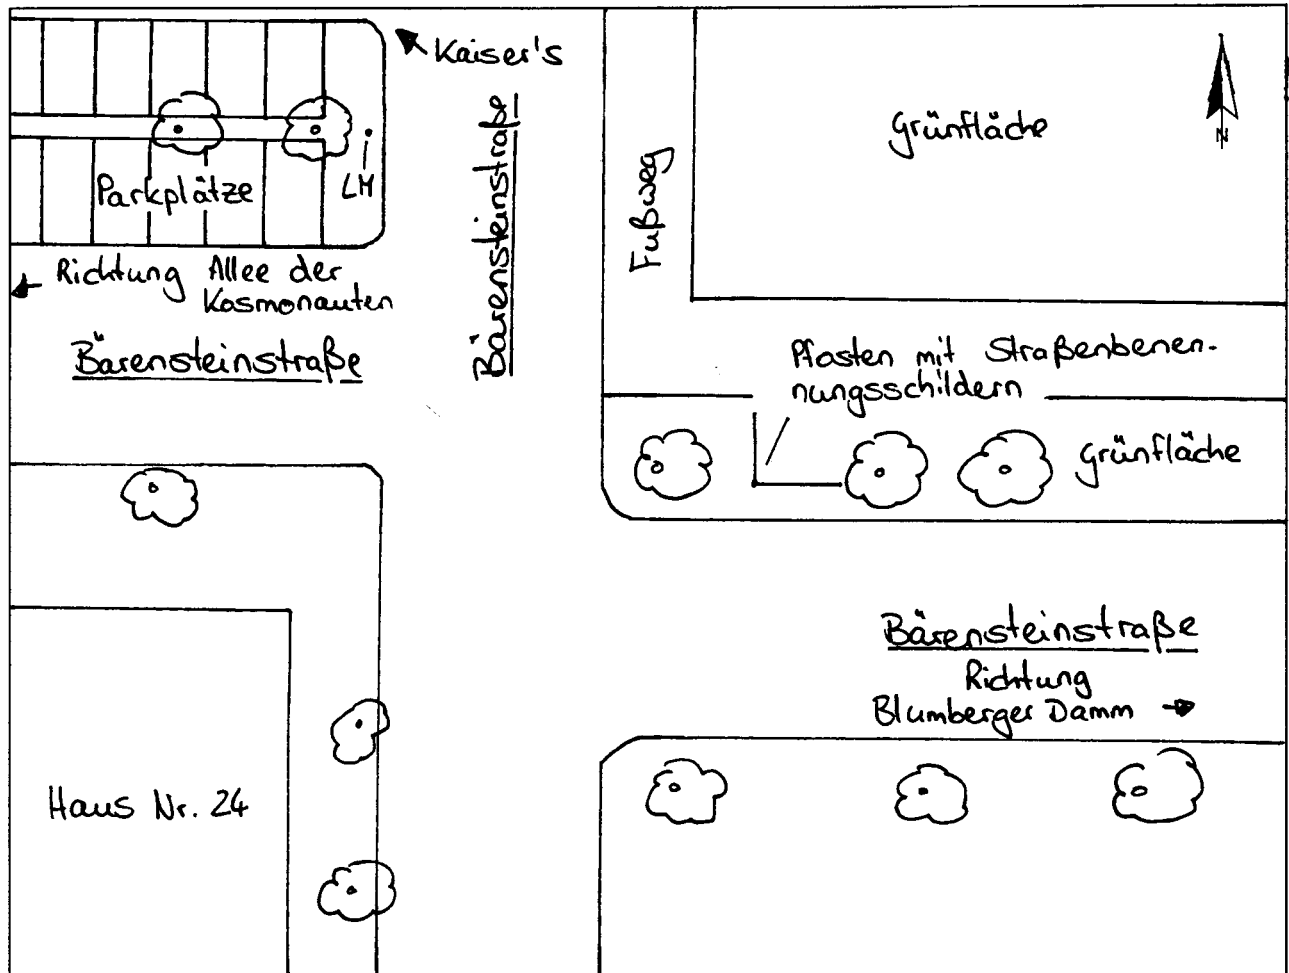 Kaiser's
Grünfläche
N
Bärensteinstraße
Fußweg
Parkplätze
LM
Richtung Allee der
Kosmonauten
Bärensteinstraße
Pfosten mit Straßenbenen-
nungsschildern
Grünfläche
Bärensteinstraße
Richtung
Blumberger Damm
Haus Nr. 24